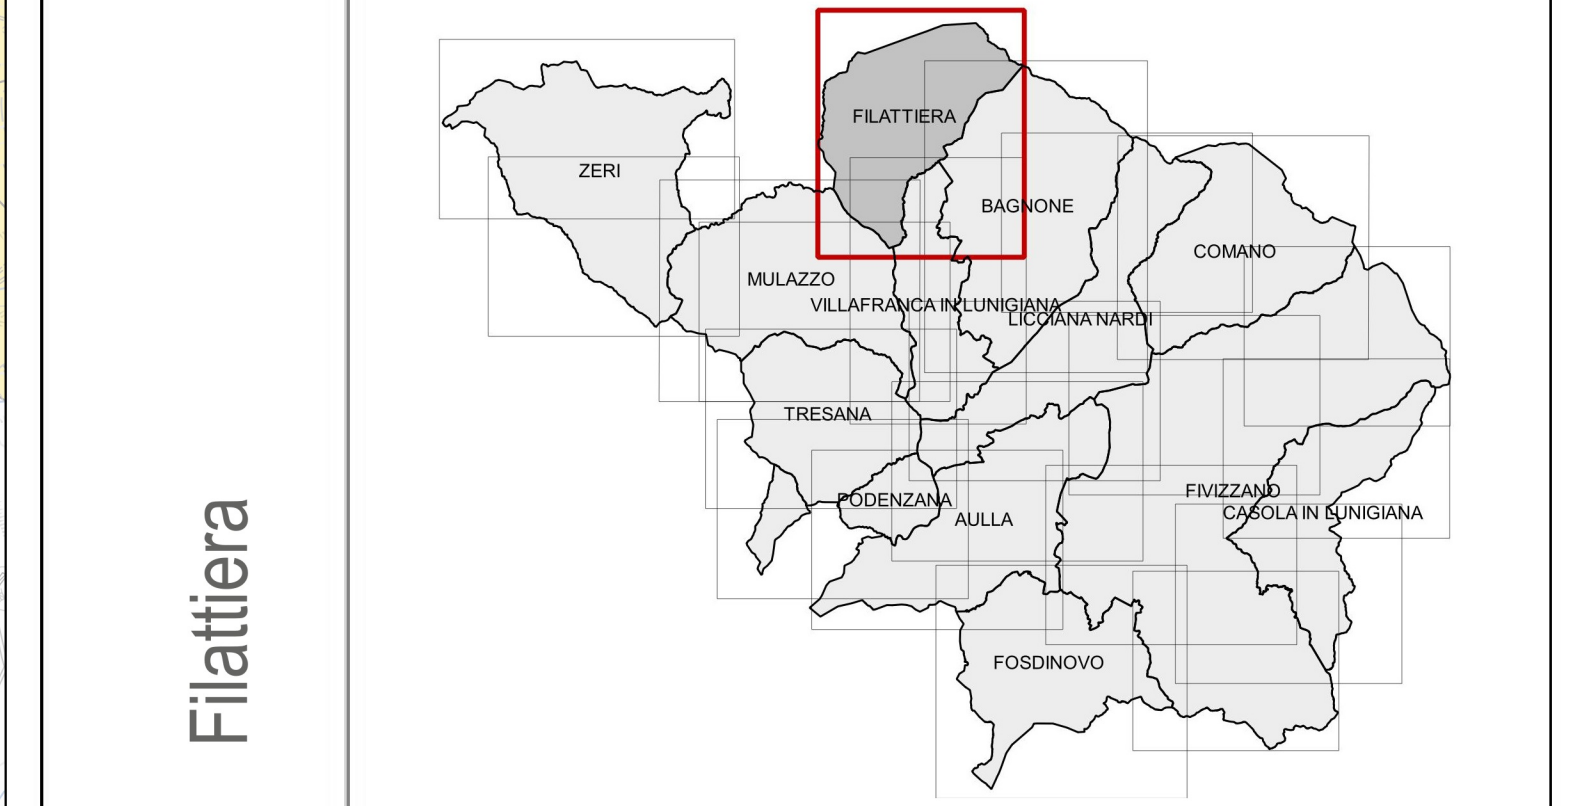 Filattiera
FILATTIERA
ZERI
BAGNONE
COMANO
MULAZZO
VILLAFRANCA IN LUNIGIANA
LICCIANA NARDI
TRESANA
FIVIZZANO
PODENZANA
CASOLA IN LUNIGIANA
AULLA
FOSDINOVO